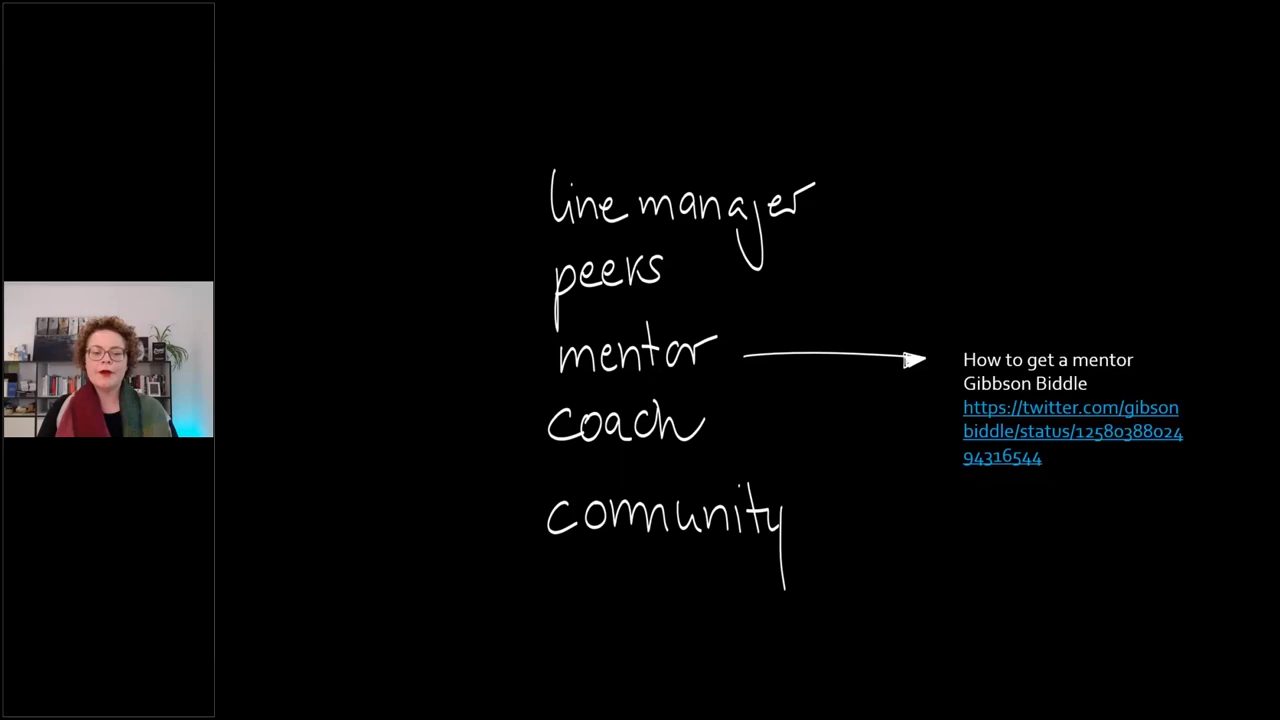 line manager
peers
mentor
coach
community
How to get a mentor
Gibbson Biddle
https://twitter.com/gibson
biddle/status/12580388024
94316544